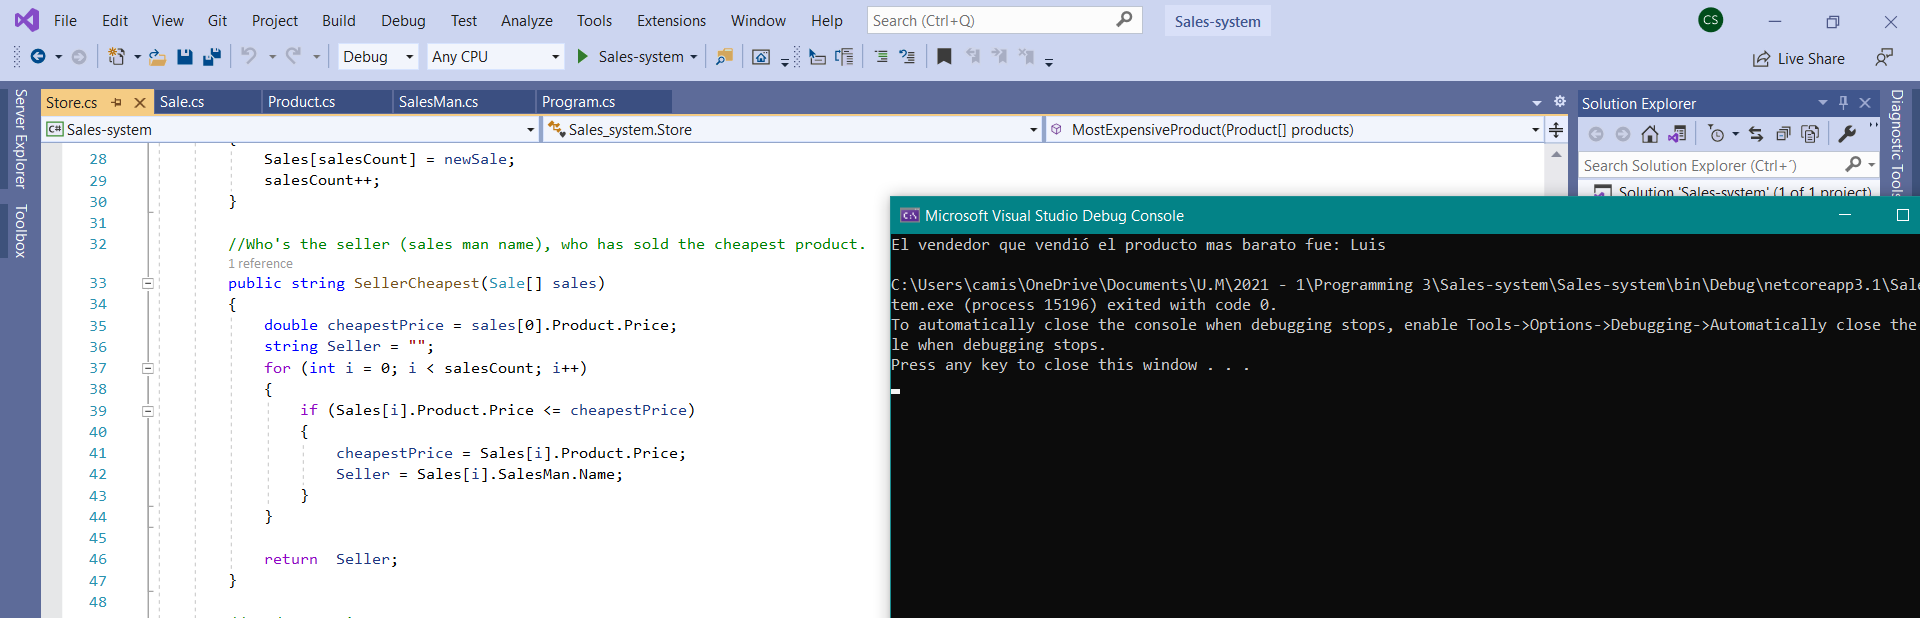 File Edit View Git Project Build Debug Test Analyze Tools Extensions Window Help Search (Ctrl+Q) Sales-system CS
Debug Any CPU Sales-system Live Share
Server Explorer
Toolbox
Store.cs Sale.cs Product.cs SalesMan.cs Program.cs
C# Sales-system Sales_system.Store MostExpensiveProduct(Product[] products)
28 Sales[salesCount] = newSale;
29 salesCount++;
30 }
31
32 //Who's the seller (sales man name), who has sold the cheapest product.
1 reference
33 public string SellerCheapest(Sale[] sales)
34 {
35 double cheapestPrice = sales[0].Product.Price;
36 string Seller = "";
37 for (int i = 0; i < salesCount; i++)
38 {
39 if (Sales[i].Product.Price <= cheapestPrice)
40 {
41 cheapestPrice = Sales[i].Product.Price;
42 Seller = Sales[i].SalesMan.Name;
43 }
44 }
45
46 return Seller;
47 }
48
Solution Explorer
Search Solution Explorer (Ctrl+´)
Solution 'Sales-system' (1 of 1 project)
Diagnostic Tools
C:\ Microsoft Visual Studio Debug Console
El vendedor que vendió el producto mas barato fue: Luis
C:\Users\camis\OneDrive\Documents\U.M\2021 - 1\Programming 3\Sales-system\Sales-system\bin\Debug\netcoreapp3.1\Sale
tem.exe (process 15196) exited with code 0.
To automatically close the console when debugging stops, enable Tools->Options->Debugging->Automatically close the
le when debugging stops.
Press any key to close this window . . .